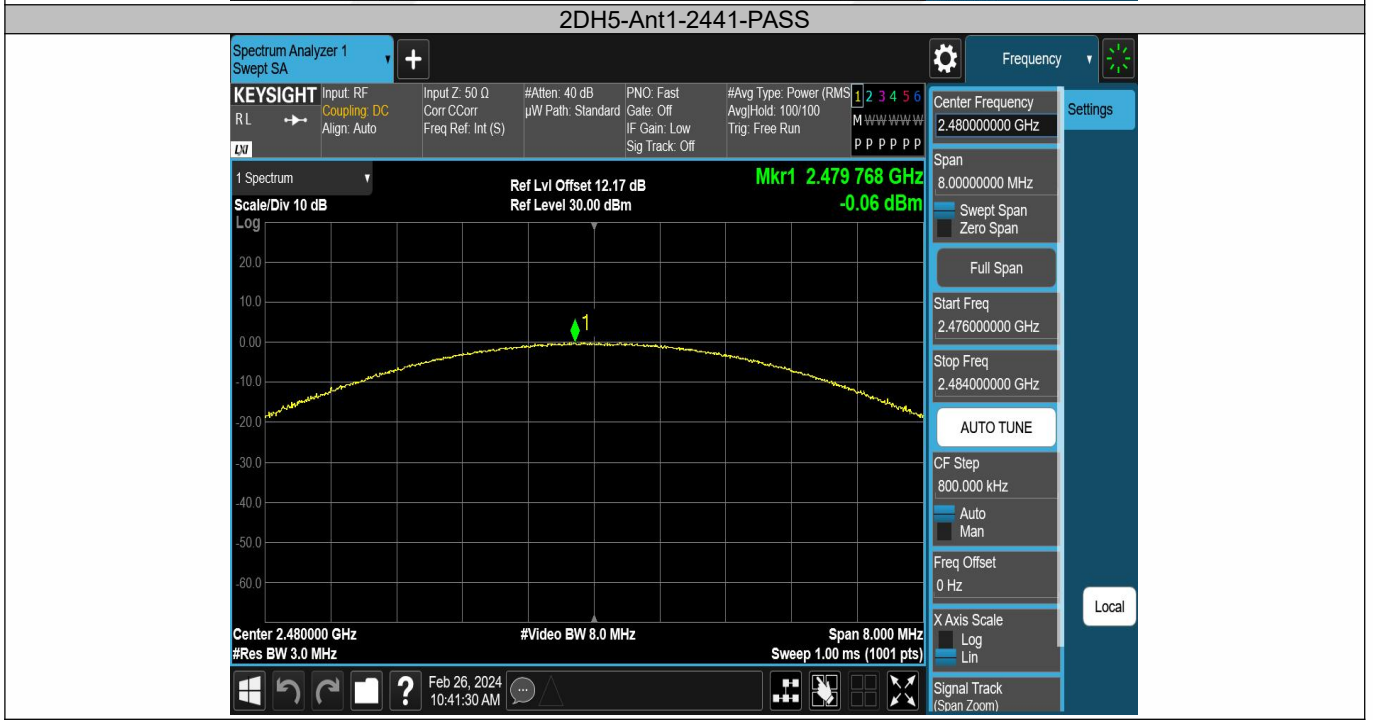 2DH5-Ant1-2441-PASS
Spectrum Analyzer 1
Swept SA
+
Frequency
KEYSIGHT
RL
LXI
Input: RF
Coupling: DC
Align: Auto
Input Z: 50 Ω
Corr CCorr
Freq Ref: Int (S)
#Atten: 40 dB
µW Path: Standard
PNO: Fast
Gate: Off
IF Gain: Low
Sig Track: Off
#Avg Type: Power (RMS
Avg|Hold: 100/100
Trig: Free Run
1 2 3 4 5 6
M W W W W W
P P P P P P
1 Spectrum
Scale/Div 10 dB
Ref Lvl Offset 12.17 dB
Ref Level 30.00 dBm
Mkr1 2.479 768 GHz
-0.06 dBm
Log
20.0
10.0
0.00
-10.0
-20.0
-30.0
-40.0
-50.0
-60.0
1
Center 2.480000 GHz
#Res BW 3.0 MHz
#Video BW 8.0 MHz
Span 8.000 MHz
Sweep 1.00 ms (1001 pts)
Center Frequency
2.480000000 GHz
Settings
Span
8.00000000 MHz
Swept Span
Zero Span
Full Span
Start Freq
2.476000000 GHz
Stop Freq
2.484000000 GHz
AUTO TUNE
CF Step
800.000 kHz
Auto
Man
Freq Offset
0 Hz
X Axis Scale
Log
Lin
Local
Signal Track
(Span Zoom)
?
Feb 26, 2024
10:41:30 AM